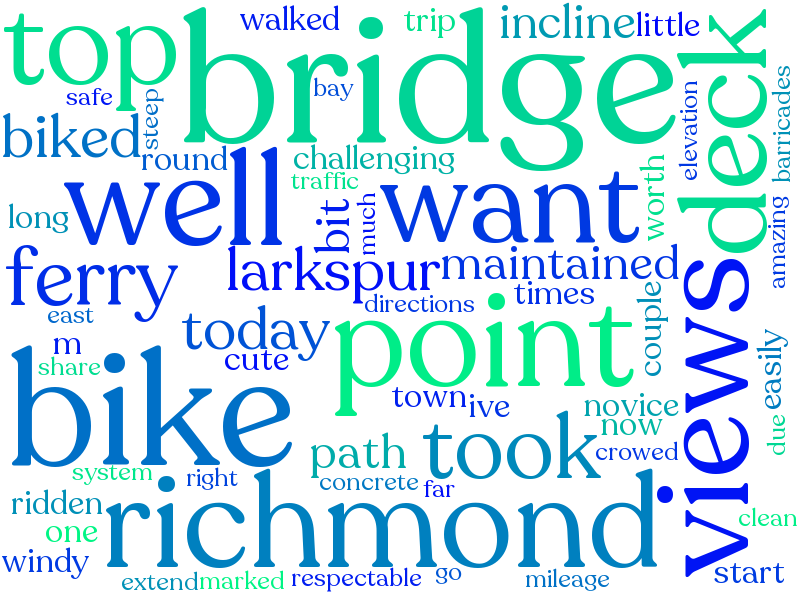 walked trip incline little
top bridge deck
safe steep bay elevation barricades
biked round challenging traffic worth
long well bit much want amazing
ferry larkspur maintained
east directions times couple views
m today point easily
share cute
bike town ive novice due
path took now crowed
system right concrete far
ridden richmond clean
one
windy start
extend marked respectable go mileage